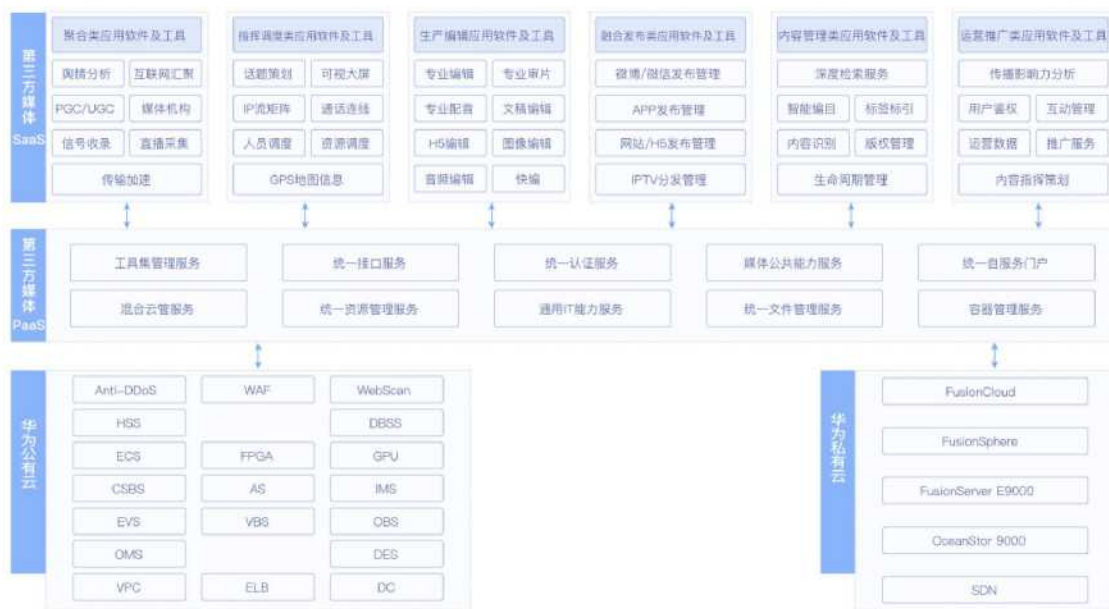 第三方媒体 SaaS
聚合类应用软件及工具
舆情分析 互联网汇聚
PGC/UGC 媒体机构
信号收录 直播采集
传输加速
指挥调度类应用软件及工具
话题策划 可视大屏
IP流矩阵 通话连线
人员调度 资源调度
GPS地图信息
生产编辑应用软件及工具
专业编辑 专业审片
专业配音 文稿编辑
H5编辑 图像编辑
音频编辑 快编
融合发布类应用软件及工具
微博/微信发布管理
APP发布管理
网站/H5发布管理
IPTV分发管理
内容管理类应用软件及工具
深度检索服务
智能编目 标签标引
内容识别 版权管理
生命周期管理
运营推广类应用软件及工具
传播影响力分析
用户鉴权 互动管理
运营数据 推广服务
内容指挥策划
第三方媒体 PaaS
工具集管理服务 统一接口服务 统一认证服务 媒体公共能力服务 统一自服务门户
混合云管服务 统一资源管理服务 通用IT能力服务 统一文件管理服务 容器管理服务
华为公有云
Anti-DDoS WAF WebScan
HSS DBSS
ECS FPGA GPU
CSBS AS IMS
EVS VBS OBS
OMS DES
VPC ELB DC
华为私有云
FusionCloud
FusionSphere
FusionServer E9000
OceanStor 9000
SDN